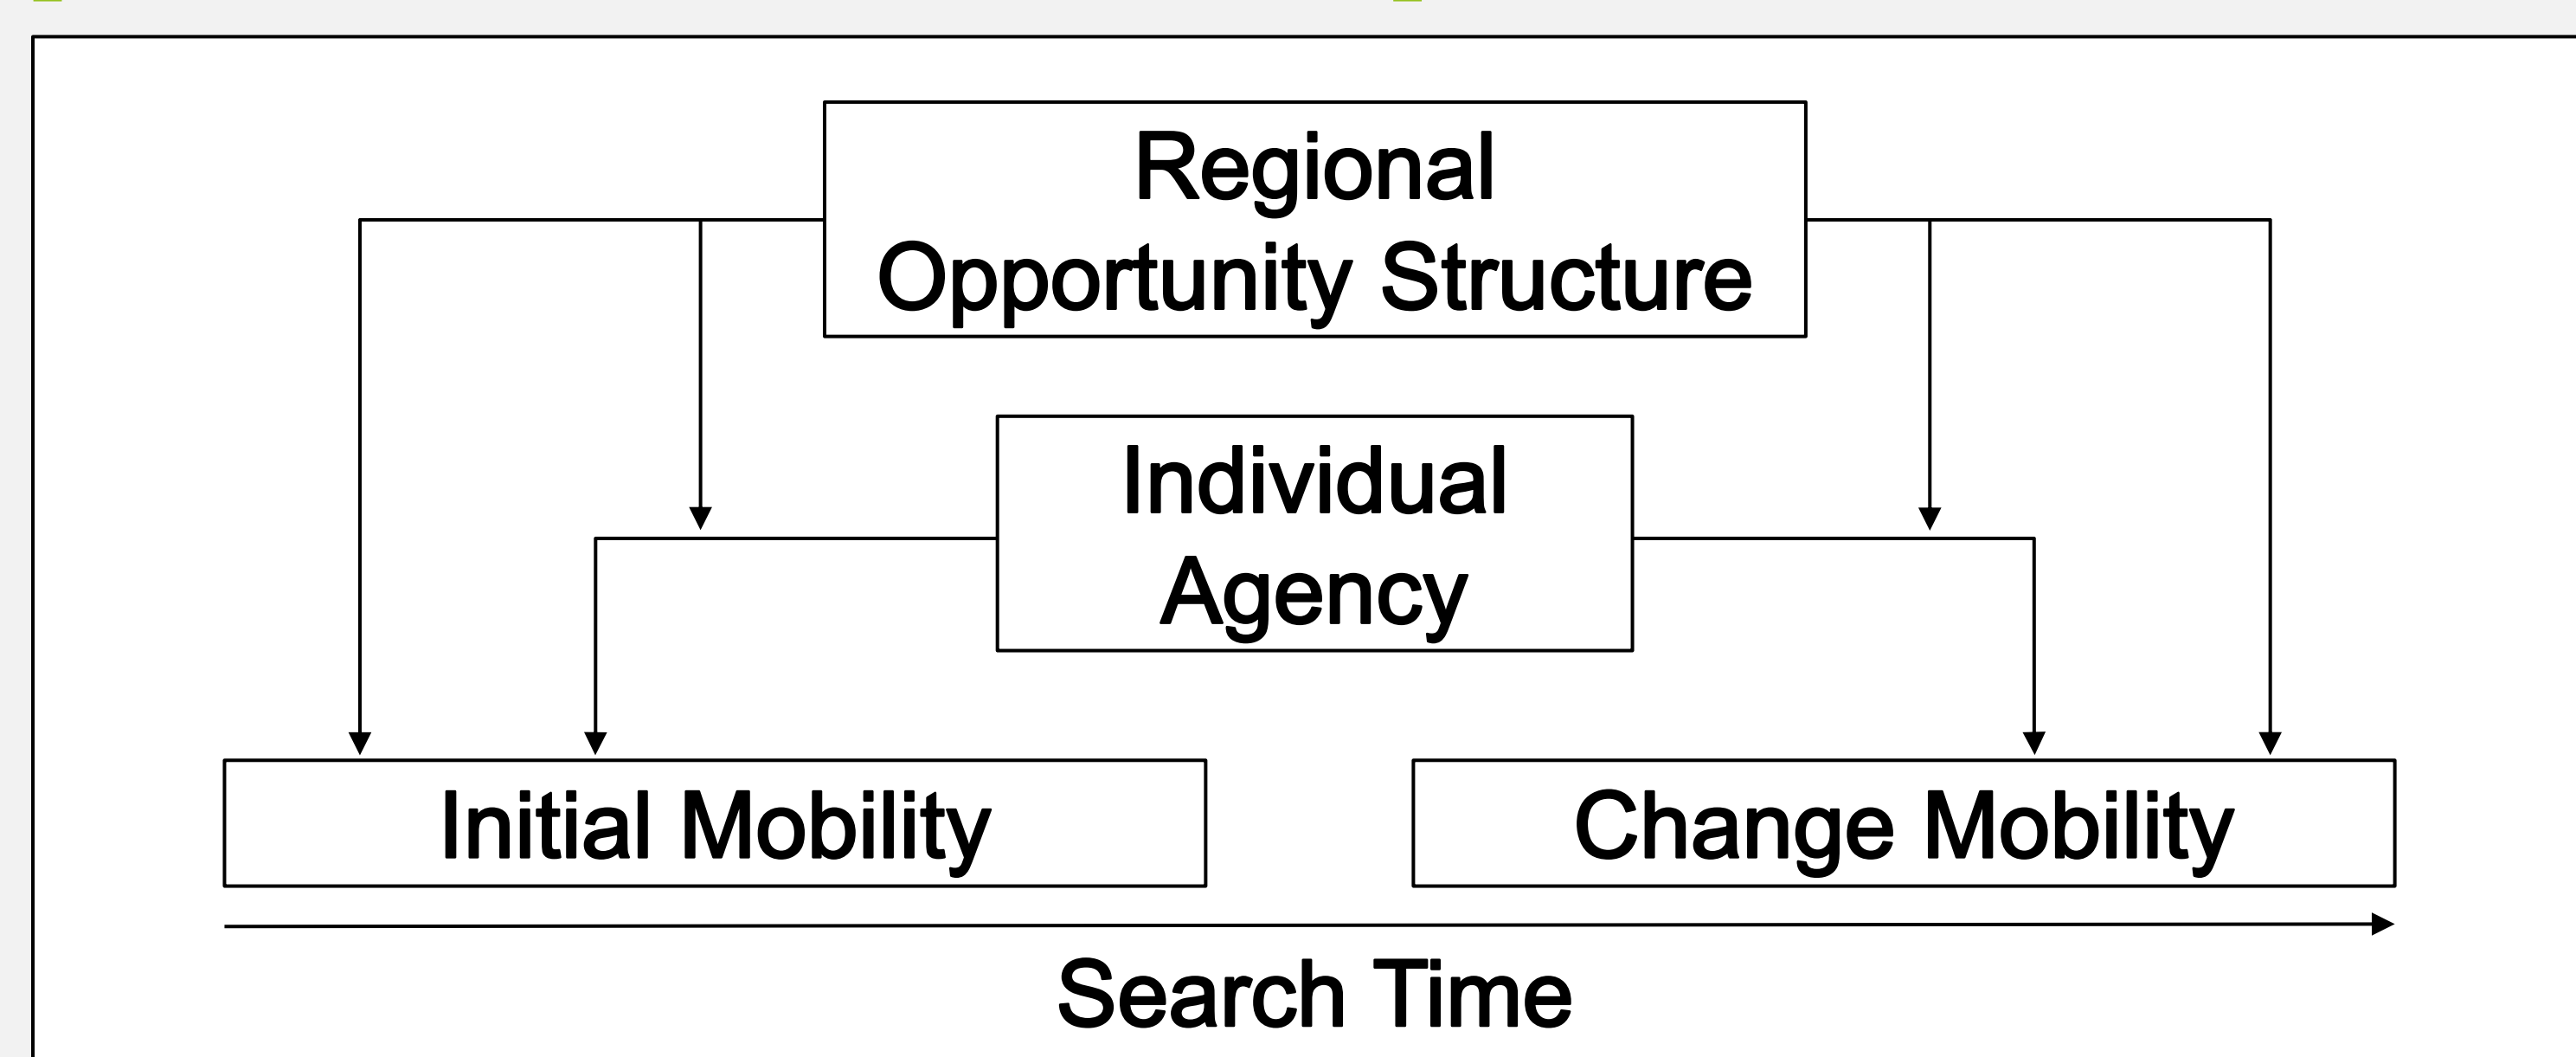 Regional
Opportunity Structure
Individual
Agency
Initial Mobility
Change Mobility
Search Time